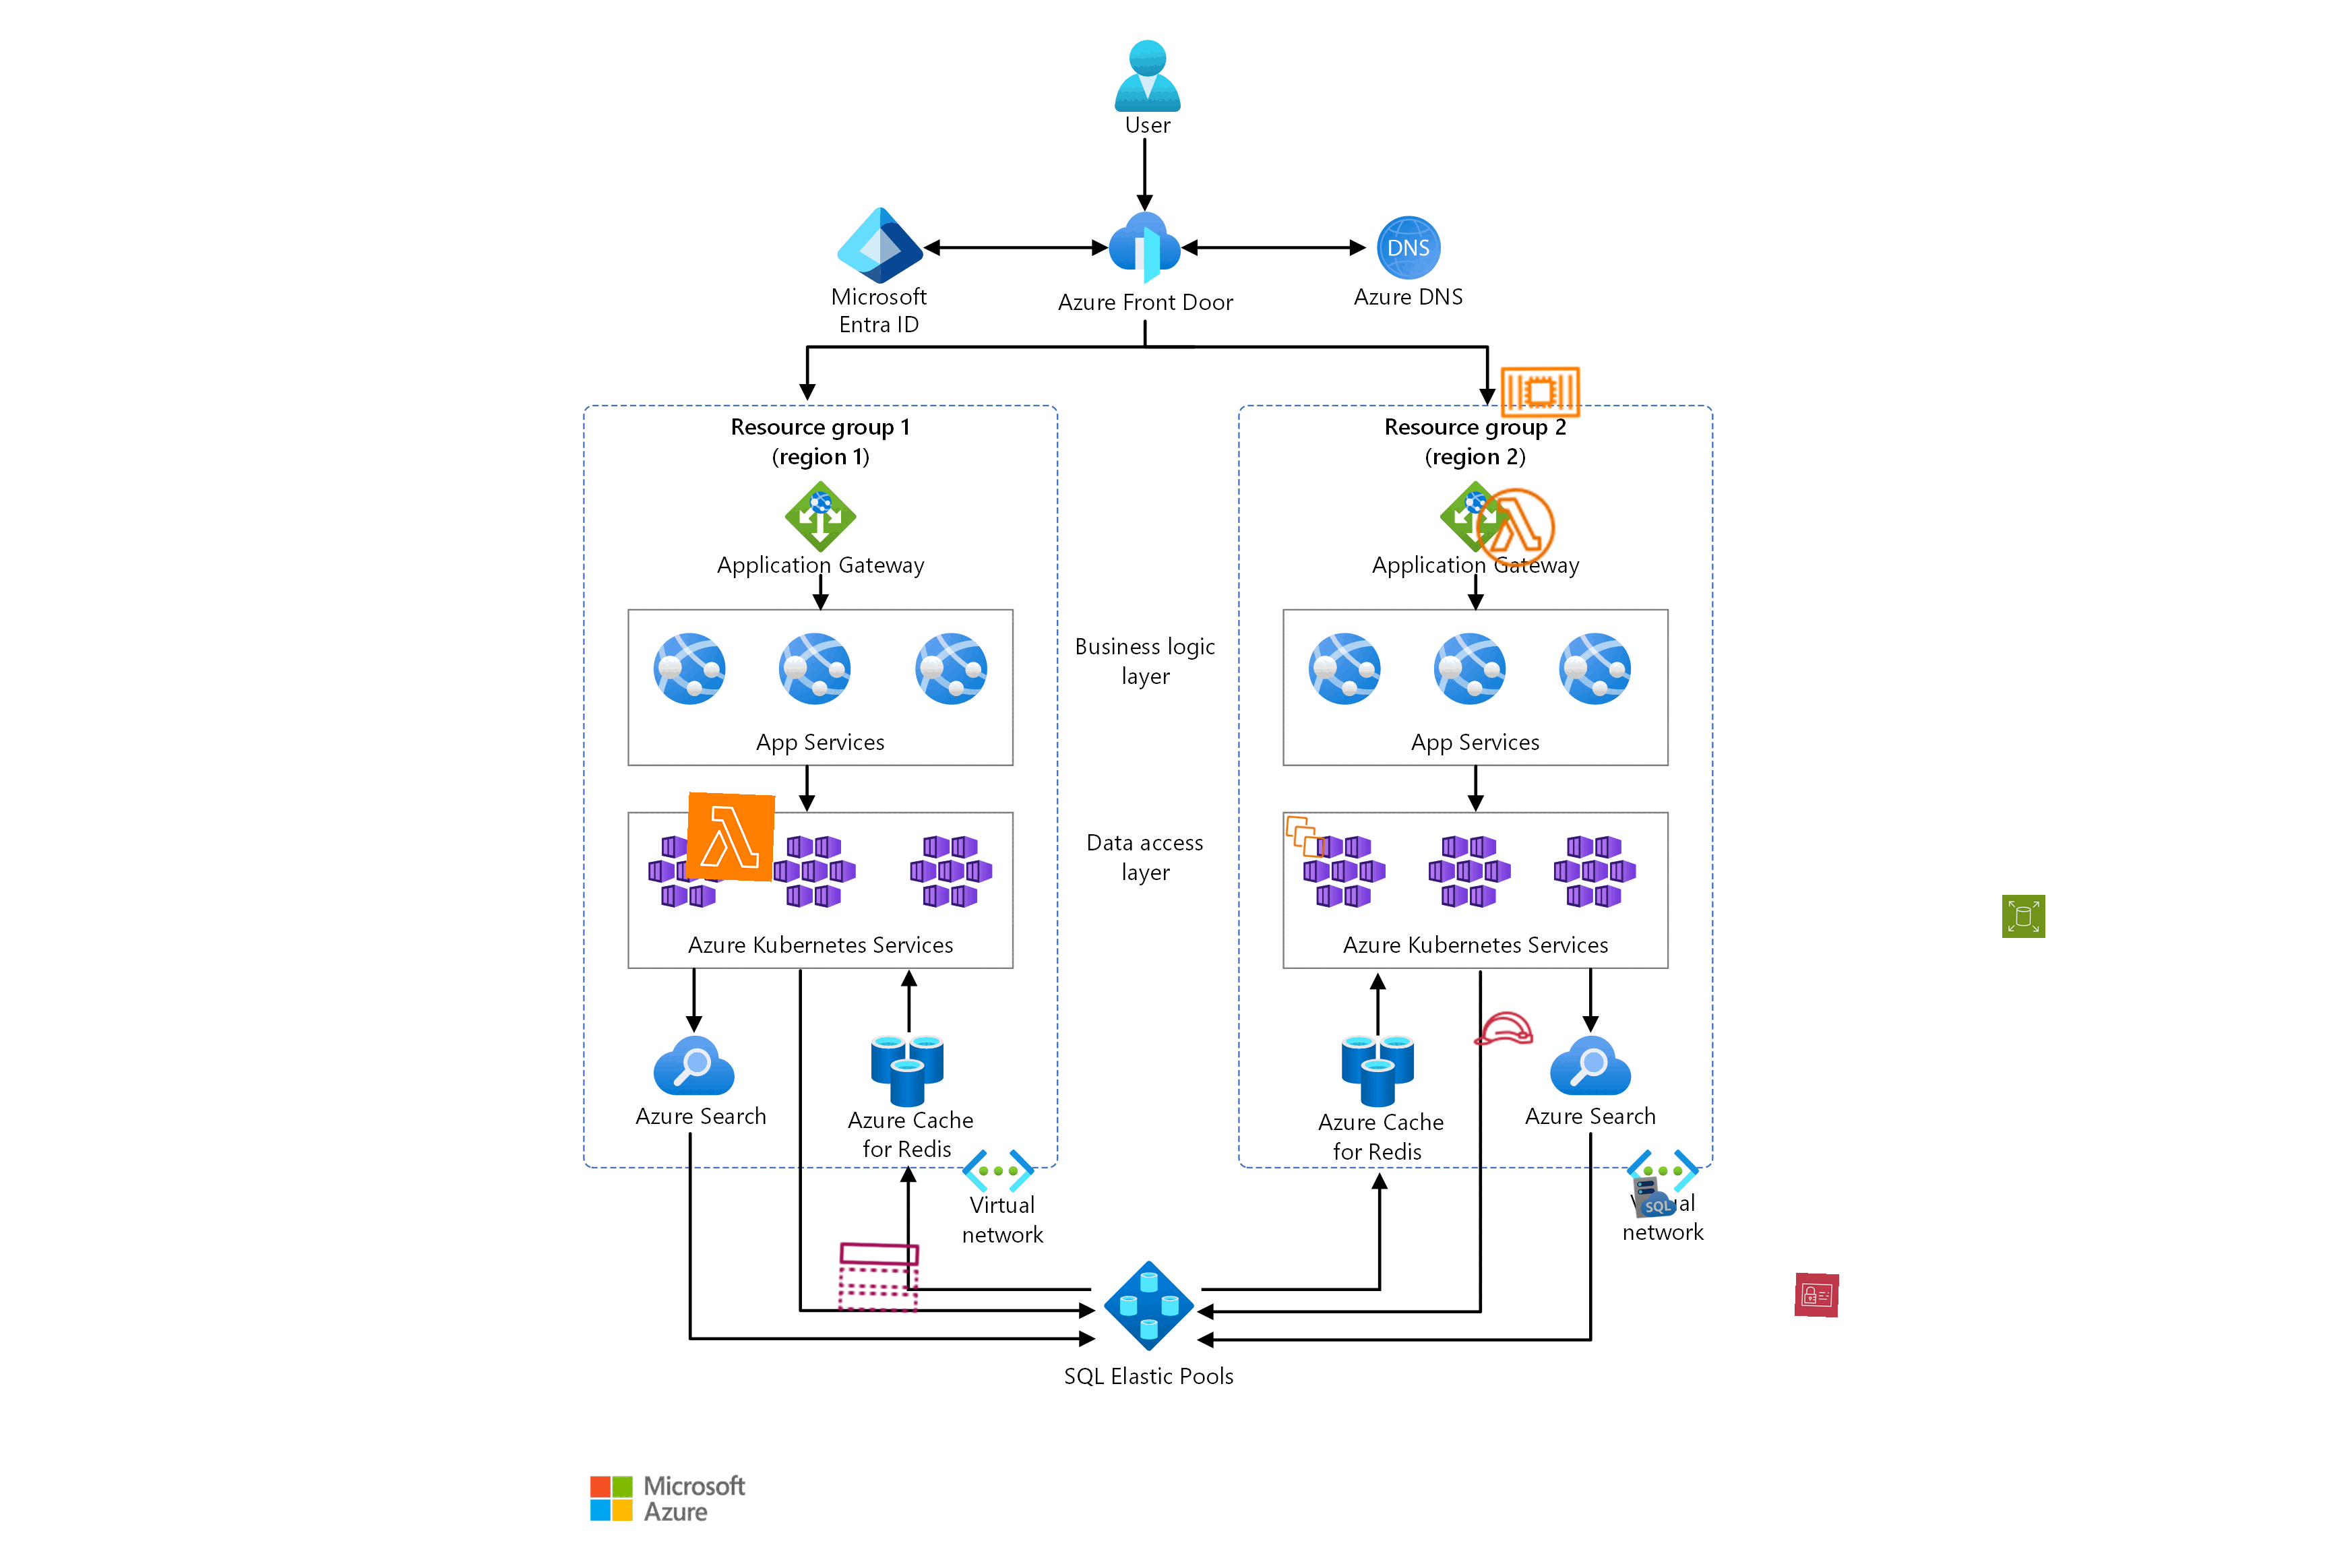 User
DNS
Microsoft
Entra ID
Azure Front Door
Azure DNS
Resource group 1
(region 1)
Resource group 2
(region 2)
Application Gateway
Application Gateway
Business logic
layer
App Services
App Services
Data access
layer
Azure Kubernetes Services
Azure Kubernetes Services
Azure Search
Azure Cache
for Redis
Azure Cache
for Redis
Azure Search
Virtual
network
SQL
network
SQL Elastic Pools
Microsoft
Azure